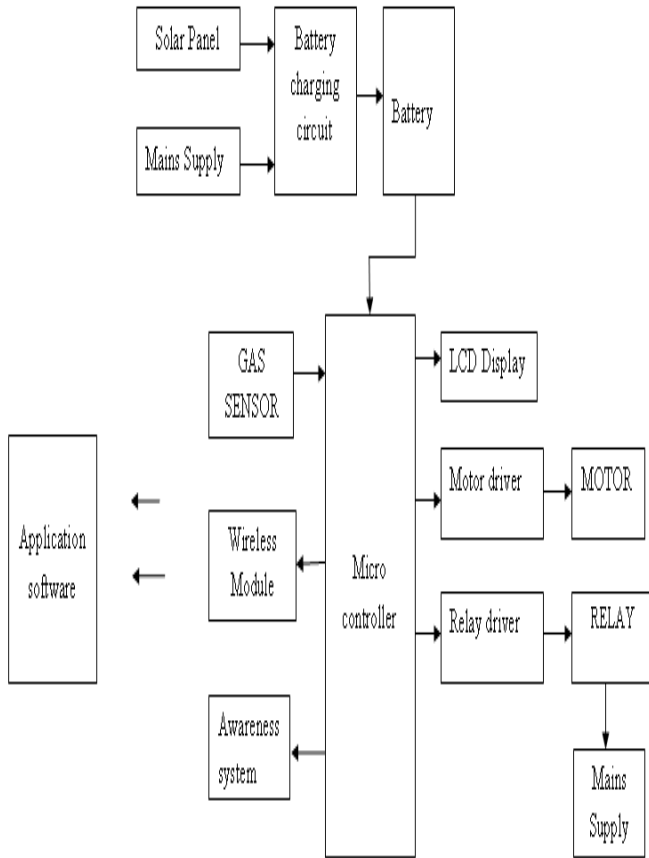 Solar Panel
Battery
charging
circuit
Battery
Mains Supply
GAS
SENSOR
LCD Display
Motor driver
MOTOR
Application
software
Wireless
Module
Micro
controller
Relay driver
RELAY
Awareness
system
Mains
Supply